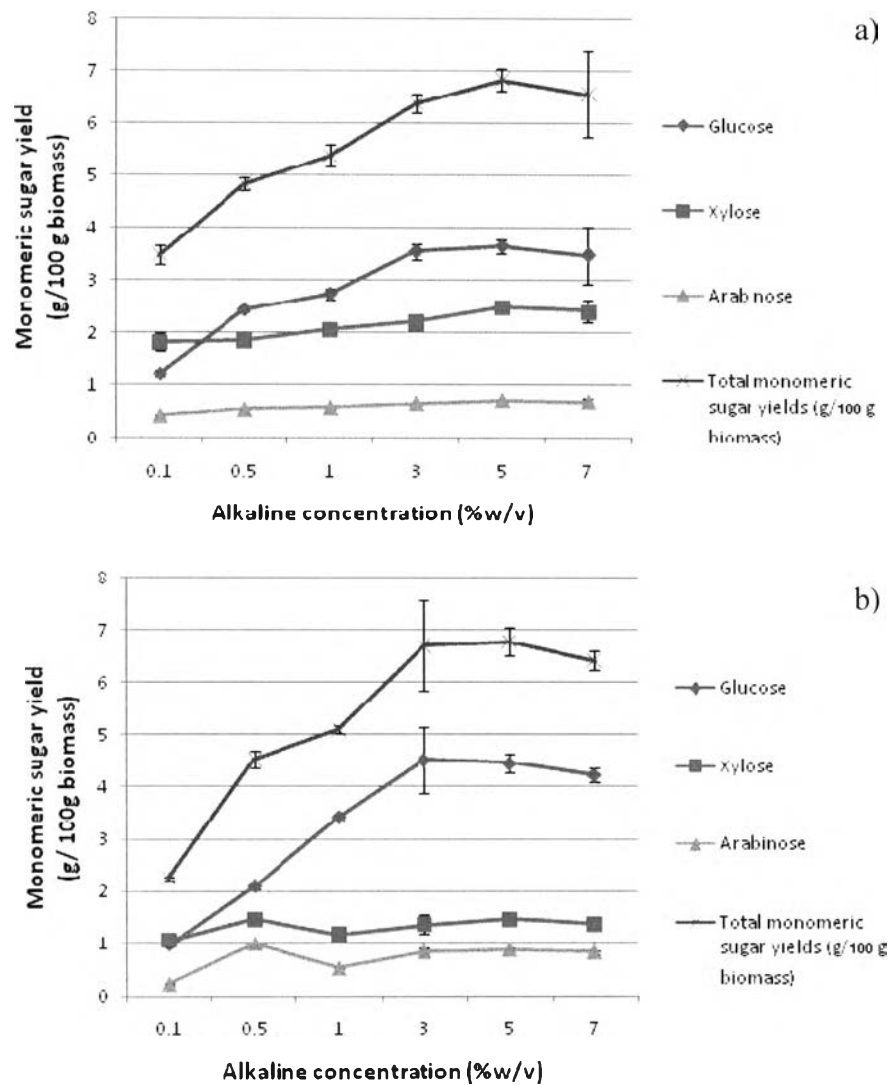 a)
8
7
6
5
4
3
2
1
0
Monomeric sugar yield
(g/100 g biomass)
0.1 0.5 1 3 5 7
Alkaline concentration (%w/v)
Glucose
Xylose
Arabinose
Total monomeric
sugar yields (g/100 g
biomass)
b)
8
7
6
5
4
3
2
1
0
Monomeric sugar yield
(g/ 100g biomass)
0.1 0.5 1 3 5 7
Alkaline concentration (%w/v)
Glucose
Xylose
Arabinose
Total monomeric
sugar yields (g/100 g
biomass)